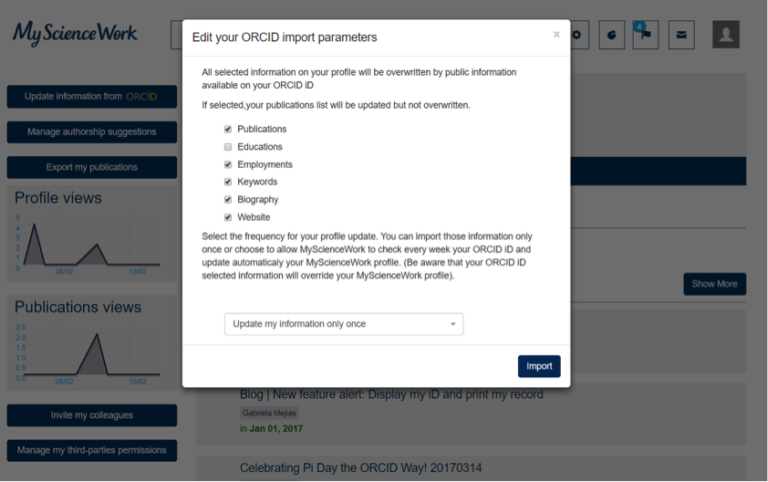 MyScienceWork
Edit your ORCID import parameters
×
4
All selected information on your profile will be overwritten by public information
available on your ORCID iD
If selected,your publications list will be updated but not overwritten.
Publications
Educations
Employments
Keywords
Biography
Website
Select the frequency for your profile update. You can import those information only
once or choose to allow MyScienceWork to check every week your ORCID iD and
update automaticaly your MyScienceWork profile. (Be aware that your ORCID iD
selected information will override your MyScienceWork profile).
Update my information only once
Import
Update information from ORCID
Manage authorship suggestions
Export my publications
Profile views
5
4
3
2
1
0
08/02
15/02
Publications views
2.5
2.0
1.5
1.0
0.5
0.0
08/02
15/02
Invite my colleagues
Manage my third-parties permissions
Show More
Blog | New feature alert: Display my iD and print my record
Gabriela Mejias
in Jan 01, 2017
Celebrating Pi Day the ORCID Way! 20170314